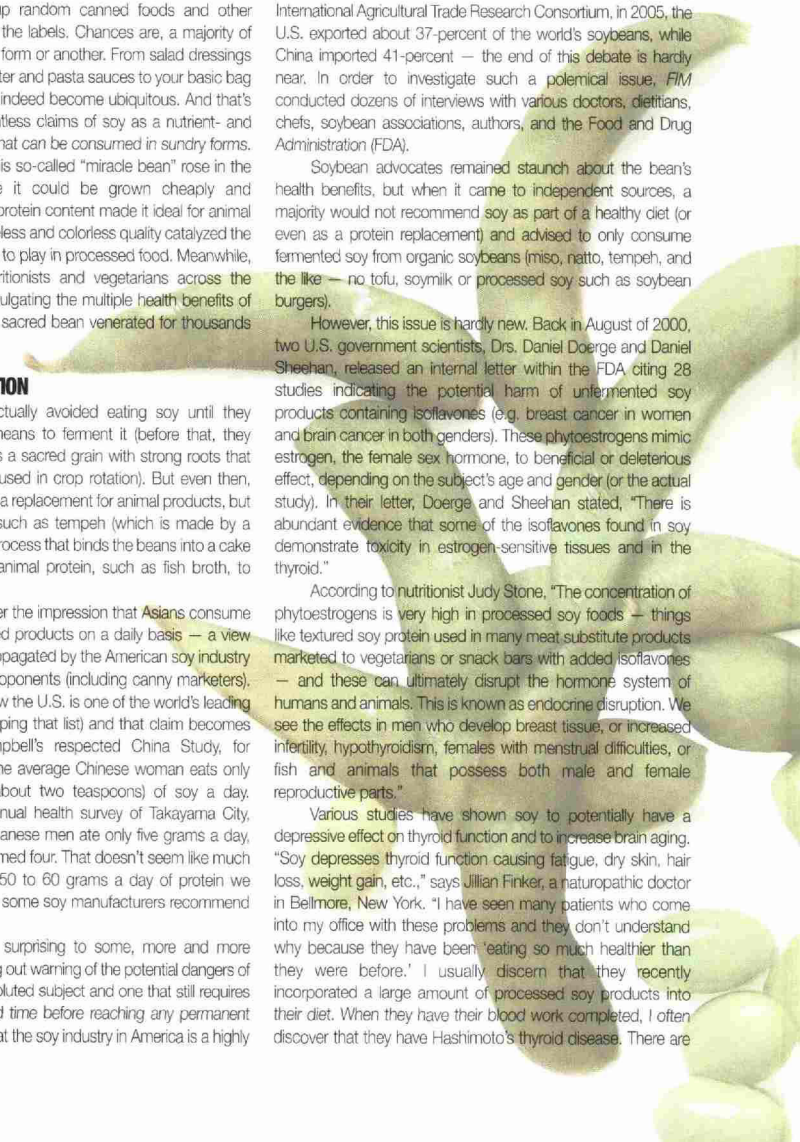 up random canned foods and other
the labels. Chances are, a majority of
form or another. From salad dressings
ter and pasta sauces to your basic bag
indeed become ubiquitous. And that's
tless claims of soy as a nutrient- and
nat can be consumed in sundry forms.
is so-called "miracle bean" rose in the
it could be grown cheaply and
protein content made it ideal for animal
less and colorless quality catalyzed the
to play in processed food. Meanwhile,
ritionists and vegetarians across the
ulgating the multiple health benefits of
sacred bean venerated for thousands
ION
ctually avoided eating soy until they
neans to ferment it (before that, they
s a sacred grain with strong roots that
used in crop rotation). But even then,
a replacement for animal products, but
such as tempeh (which is made by a
rocess that binds the beans into a cake
animal protein, such as fish broth, to
er the impression that Asians consume
d products on a daily basis — a view
opagated by the American soy industry
oponents (including canny marketers).
w the U.S. is one of the world's leading
ping that list) and that claim becomes
npbell's respected China Study, for
ne average Chinese woman eats only
bout two teaspoons) of soy a day.
nual health survey of Takayama City,
anese men ate only five grams a day,
med four. That doesn't seem like much
50 to 60 grams a day of protein we
some soy manufacturers recommend
surprising to some, more and more
g out warning of the potential dangers of
oluted subject and one that still requires
d time before reaching any permanent
at the soy industry in America is a highly
International Agricultural Trade Research Consortium, in 2005, the
U.S. exported about 37-percent of the world's soybeans, while
China imported 41-percent — the end of this debate is hardly
near. In order to investigate such a polemical issue, FIM
conducted dozens of interviews with various doctors, dietitians,
chefs, soybean associations, authors, and the Food and Drug
Administration (FDA).
Soybean advocates remained staunch about the bean's
health benefits, but when it came to independent sources, a
majority would not recommend soy as part of a healthy diet (or
even as a protein replacement) and advised to only consume
fermented soy from organic soybeans (miso, natto, tempeh, and
the like — no tofu, soymilk or processed soy such as soybean
burgers).
However, this issue is hardly new. Back in August of 2000,
two U.S. government scientists, Drs. Daniel Doerge and Daniel
Sheehan, released an internal letter within the FDA citing 28
studies indicating the potential harm of unfermented soy
products containing isoflavones (e.g. breast cancer in women
and brain cancer in both genders). These phytoestrogens mimic
estrogen, the female sex hormone, to beneficial or deleterious
effect, depending on the subject's age and gender (or the actual
study). In their letter, Doerge and Sheehan stated, "There is
abundant evidence that some of the isoflavones found in soy
demonstrate toxicity in estrogen-sensitive tissues and in the
thyroid."
According to nutritionist Judy Stone, "The concentration of
phytoestrogens is very high in processed soy foods — things
like textured soy protein used in many meat substitute products
marketed to vegetarians or snack bars with added isoflavones
— and these can ultimately disrupt the hormone system of
humans and animals. This is known as endocrine disruption. We
see the effects in men who develop breast tissue, or increased
infertility, hypothyroidism, females with menstrual difficulties, or
fish and animals that possess both male and female
reproductive parts."
Various studies have shown soy to potentially have a
depressive effect on thyroid function and to increase brain aging.
"Soy depresses thyroid function causing fatigue, dry skin, hair
loss, weight gain, etc.," says Jillian Finker, a naturopathic doctor
in Bellmore, New York. "I have seen many patients who come
into my office with these problems and they don't understand
why because they have been 'eating so much healthier than
they were before.' I usually discern that they recently
incorporated a large amount of processed soy products into
their diet. When they have their blood work completed, I often
discover that they have Hashimoto's thyroid disease. There are